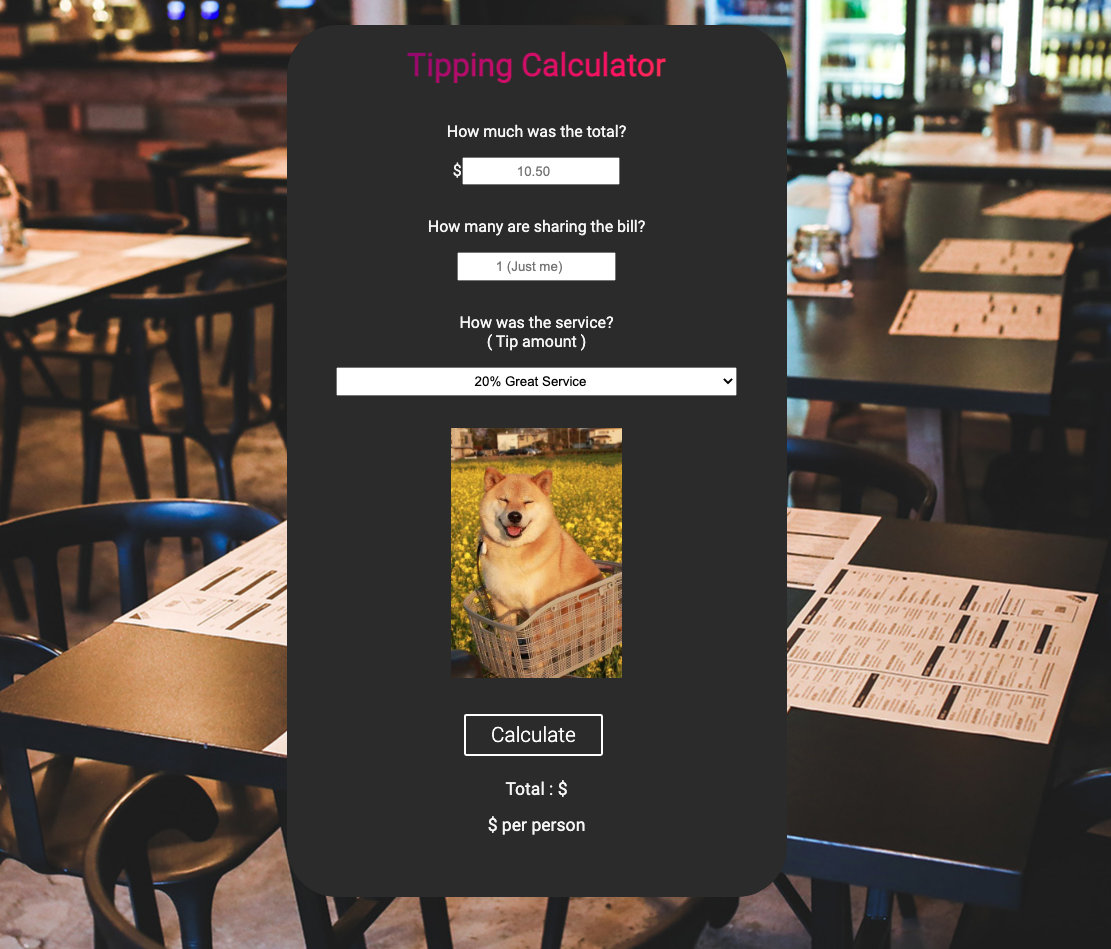 Tipping Calculator
How much was the total?
$ 10.50
How many are sharing the bill?
1 (Just me)
How was the service?
( Tip amount )
20% Great Service
Calculate
Total : $
$ per person